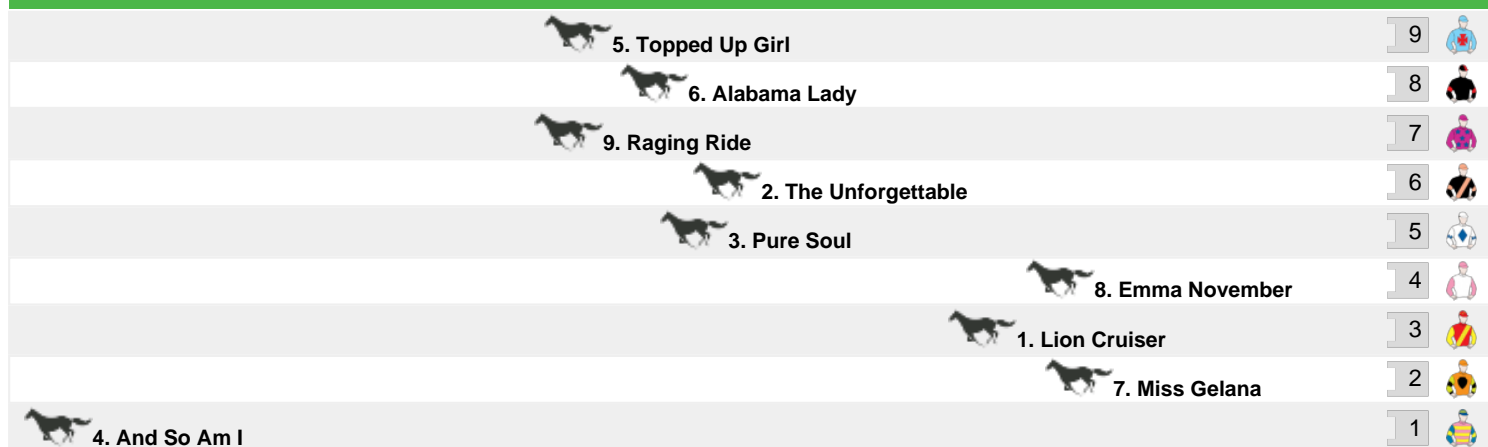 5. Topped Up Girl 9
6. Alabama Lady 8
9. Raging Ride 7
2. The Unforgettable 6
3. Pure Soul 5
8. Emma November 4
1. Lion Cruiser 3
7. Miss Gelana 2
4. And So Am I 1